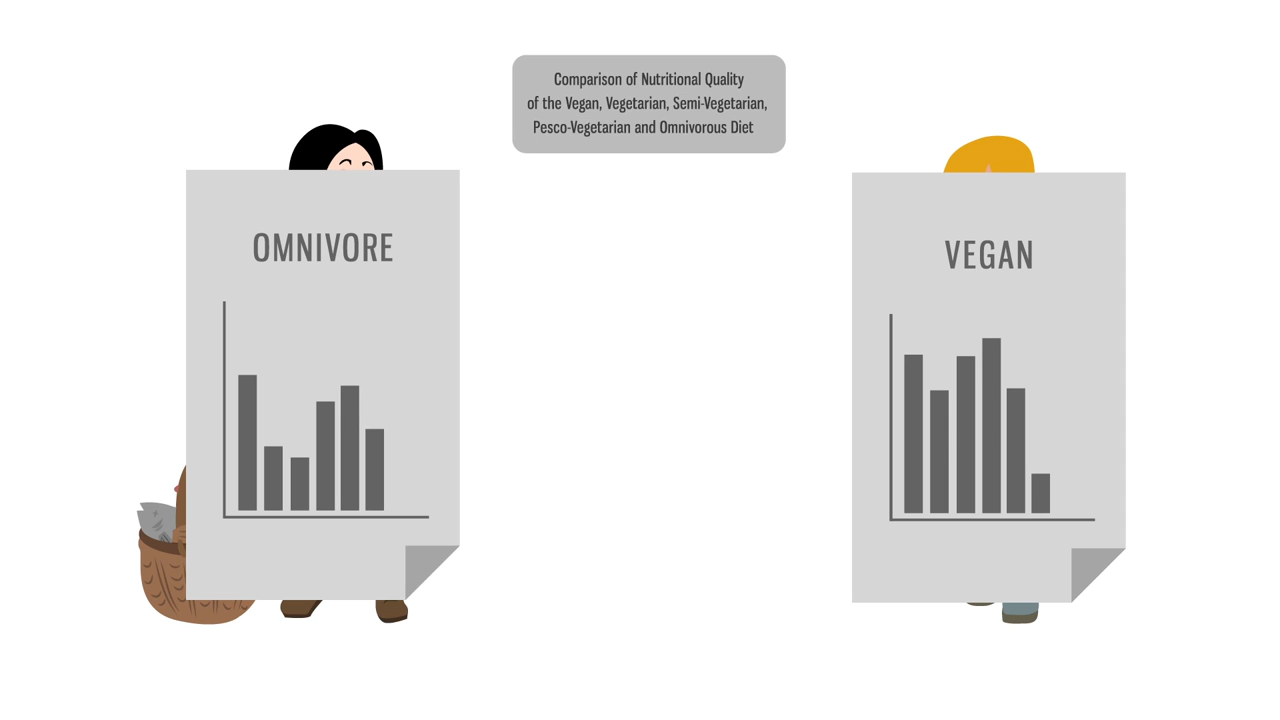 Comparison of Nutritional Quality
of the Vegan, Vegetarian, Semi-Vegetarian,
Pesco-Vegetarian and Omnivorous Diet
OMNIVORE
VEGAN